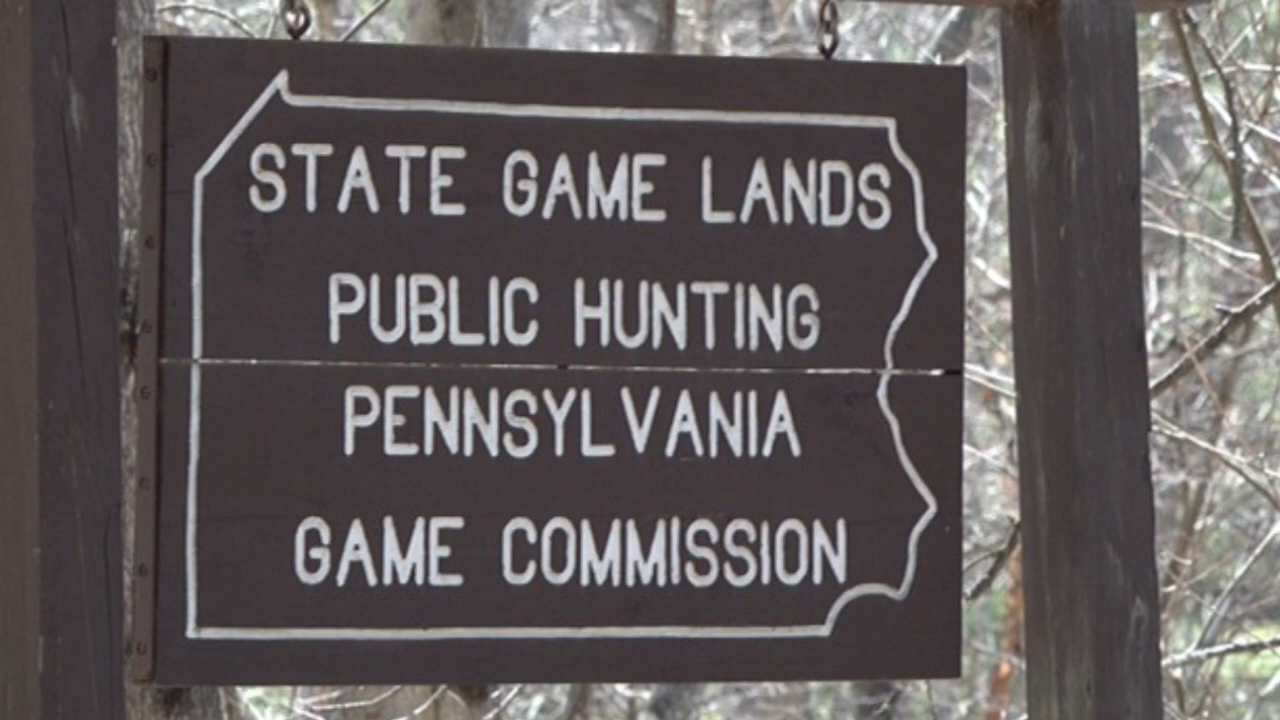 STATE GAME LANDS
PUBLIC HUNTING
PENNSYLVANIA
GAME COMMISSION